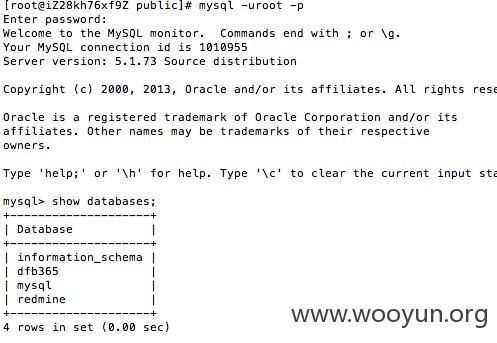 [root@iZ28kh76xf9Z public]# mysql -uroot -p
Enter password:
Welcome to the MySQL monitor.  Commands end with ; or \g.
Your MySQL connection id is 1010955
Server version: 5.1.73 Source distribution
Copyright (c) 2000, 2013, Oracle and/or its affiliates. All rights rese
Oracle is a registered trademark of Oracle Corporation and/or its
affiliates. Other names may be trademarks of their respective
owners.
Type 'help;' or '\h' for help. Type '\c' to clear the current input sta
mysql> show databases;
+--------------------+
| Database           |
+--------------------+
| information_schema |
| dfb365             |
| mysql              |
| redmine            |
+--------------------+
4 rows in set (0.00 sec)
www.wooyun.org